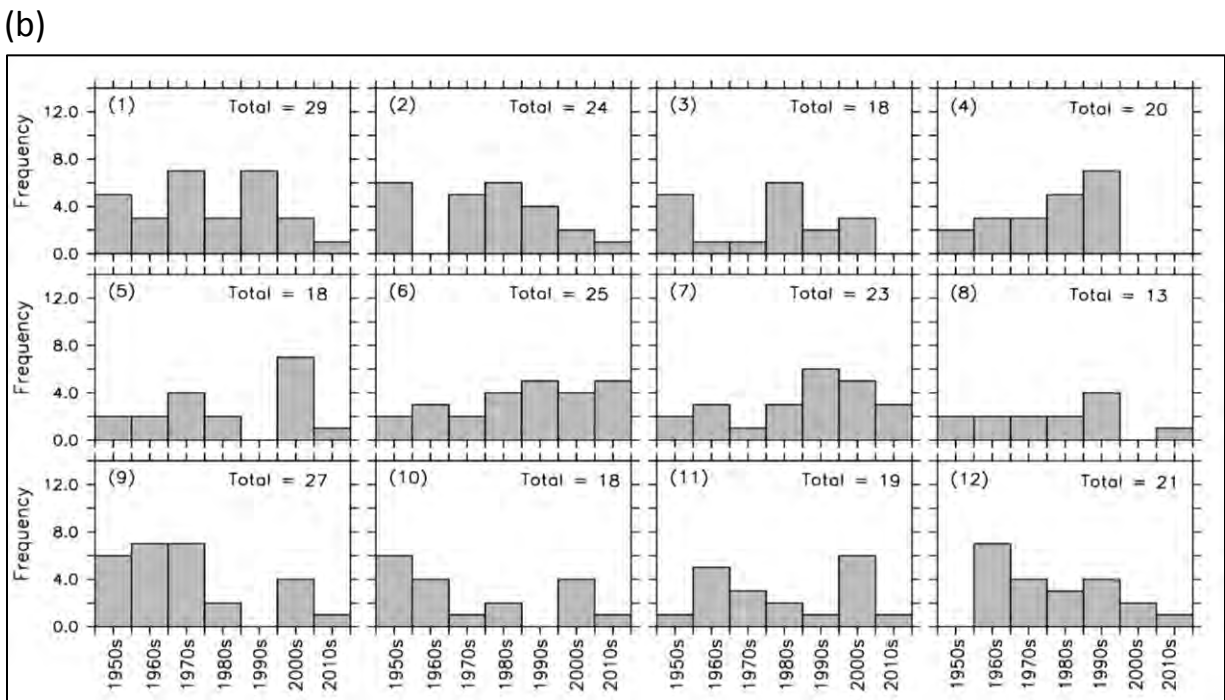 (b)
(1) Total = 29 (2) Total = 24 (3) Total = 18 (4) Total = 20
Frequency
12.0
8.0
4.0
0.0
(5) Total = 18 (6) Total = 25 (7) Total = 23 (8) Total = 13
Frequency
12.0
8.0
4.0
0.0
(9) Total = 27 (10) Total = 18 (11) Total = 19 (12) Total = 21
Frequency
12.0
8.0
4.0
0.0
1950s 1960s 1970s 1980s 1990s 2000s 2010s 1950s 1960s 1970s 1980s 1990s 2000s 2010s 1950s 1960s 1970s 1980s 1990s 2000s 2010s 1950s 1960s 1970s 1980s 1990s 2000s 2010s